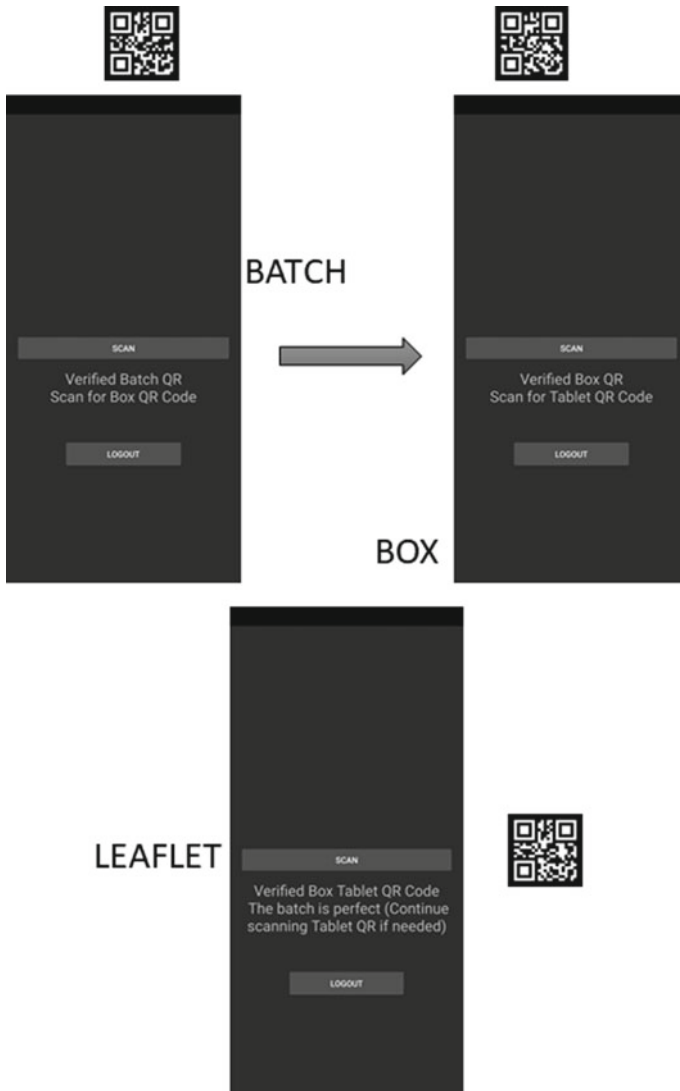 BATCH
SCAN
Verified Batch QR
Scan for Box QR Code
LOGOUT
SCAN
Verified Box QR
Scan for Tablet QR Code
LOGOUT
BOX
LEAFLET
SCAN
Verified Box Tablet QR Code
The batch is perfect (Continue
scanning Tablet QR if needed)
LOGOUT